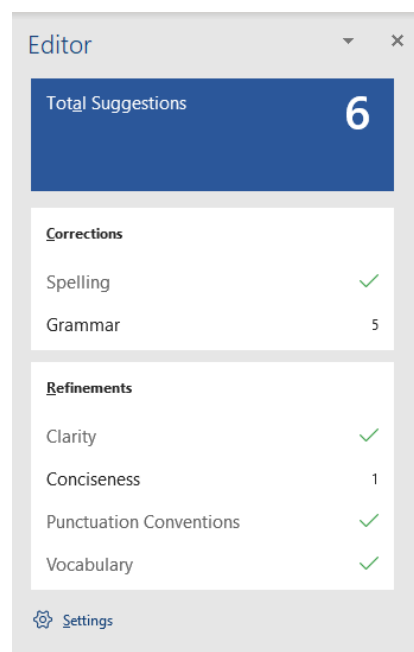 Editor
Total Suggestions 6
Corrections
Spelling
Grammar 5
Refinements
Clarity
Conciseness 1
Punctuation Conventions
Vocabulary
Settings